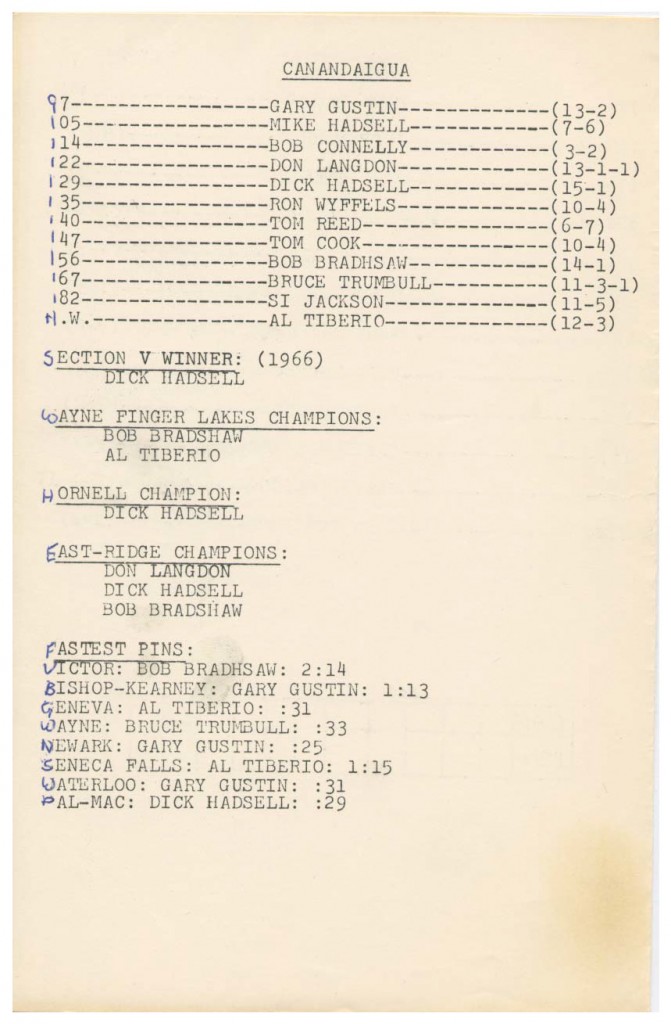 CANANDAIGUA
97-----------------GARY GUSTIN-------------(13-2)
105----------------MIKE HADSELL------------(7-6)
114----------------BOB CONNELLY------------(3-2)
122----------------DON LANGDON-------------(13-1-1)
129----------------DICK HADSELL------------(15-1)
135----------------RON WYFFELS-------------(10-4)
140----------------TOM REED----------------(6-7)
147----------------TOM COOK----------------(10-4)
156----------------BOB BRADHSAW------------(14-1)
167----------------BRUCE TRUMBULL----------(11-3-1)
182----------------SI JACKSON--------------(11-5)
H.W.---------------AL TIBERIO--------------(12-3)
SECTION V WINNER: (1966)
DICK HADSELL
WAYNE FINGER LAKES CHAMPIONS:
BOB BRADSHAW
AL TIBERIO
HORNELL CHAMPION:
DICK HADSELL
EAST-RIDGE CHAMPIONS:
DON LANGDON
DICK HADSELL
BOB BRADSHAW
FASTEST PINS:
VICTOR: BOB BRADHSAW: 2:14
BISHOP-KEARNEY: GARY GUSTIN: 1:13
GENEVA: AL TIBERIO: :31
WAYNE: BRUCE TRUMBULL: :33
NEWARK: GARY GUSTIN: :25
SENECA FALLS: AL TIBERIO: 1:15
WATERLOO: GARY GUSTIN: :31
PAL-MAC: DICK HADSELL: :29